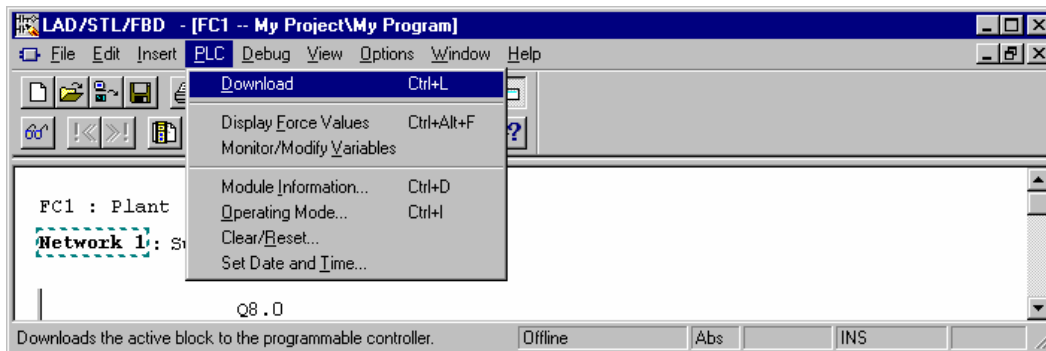 LAD/STL/FBD - [FC1 -- My Project\My Program]
File Edit Insert PLC Debug View Options Window Help
Download Ctrl+L
Display Force Values Ctrl+Alt+F
Monitor/Modify Variables
Module Information... Ctrl+D
Operating Mode... Ctrl+I
Clear/Reset...
Set Date and Time...
FC1 : Plant
Network 1 :
Q8.0
Downloads the active block to the programmable controller. Offline Abs INS